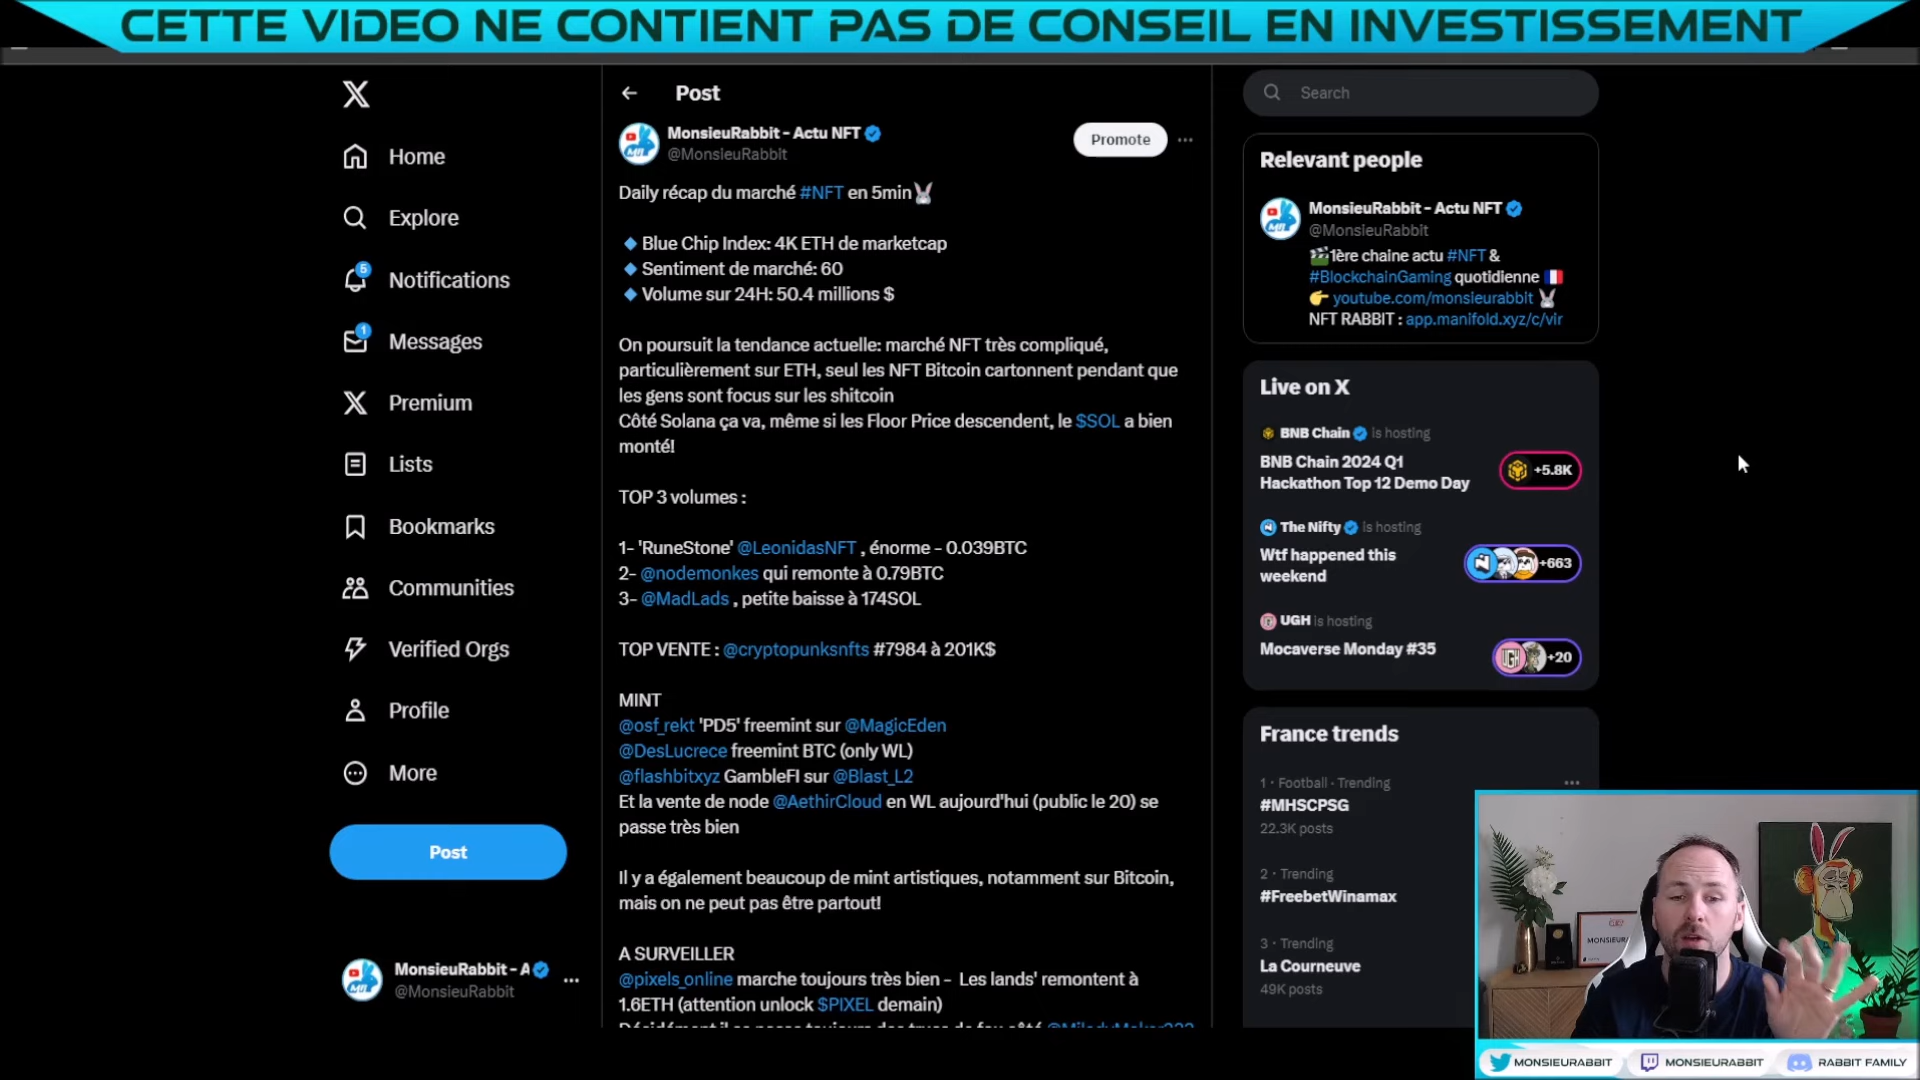 CETTE VIDEO NE CONTIENT PAS DE CONSEIL EN INVESTISSEMENT
Home
Explore
5
Notifications
1
Messages
Premium
Lists
Bookmarks
Communities
Verified Orgs
Profile
More
Post
MonsieuRabbit - A
@MonsieuRabbit
Post
MonsieuRabbit - Actu NFT
@MonsieuRabbit
Promote
Daily récap du marché #NFT en 5min
Blue Chip Index: 4K ETH de marketcap
Sentiment de marché: 60
Volume sur 24H: 50.4 millions $
On poursuit la tendance actuelle: marché NFT très compliqué,
particulièrement sur ETH, seul les NFT Bitcoin cartonnent pendant que
les gens sont focus sur les shitcoin
Côté Solana ça va, même si les Floor Price descendent, le $SOL a bien
monté!
TOP 3 volumes :
1- 'RuneStone' @LeonidasNFT , énorme - 0.039BTC
2- @nodemonkes qui remonte à 0.79BTC
3- @MadLads , petite baisse à 174SOL
TOP VENTE : @cryptopunksnfts #7984 à 201K$
MINT
@osf_rekt 'PD5' freemint sur @MagicEden
@DesLucrece freemint BTC (only WL)
@flashbitxyz GambleFI sur @Blast_L2
Et la vente de node @AethirCloud en WL aujourd'hui (public le 20) se
passe très bien
Il y a également beaucoup de mint artistiques, notamment sur Bitcoin,
mais on ne peut pas être partout!
A SURVEILLER
@pixels_online marche toujours très bien - Les lands' remontent à
1.6ETH (attention unlock $PIXEL demain)
Search
Relevant people
MonsieuRabbit - Actu NFT
@MonsieuRabbit
1ère chaine actu #NFT &
#BlockchainGaming quotidienne
youtube.com/monsieurabbit
NFT RABBIT : app.manifold.xyz/c/vir
Live on X
BNB Chain is hosting
BNB Chain 2024 Q1
Hackathon Top 12 Demo Day
+5.8K
The Nifty is hosting
Wtf happened this
weekend
+663
UGH is hosting
Mocaverse Monday #35
+20
France trends
1 · Football · Trending
#MHSCPSG
22.3K posts
2 · Trending
#FreebetWinamax
3 · Trending
La Courneuve
49K posts
MONSIEURABBIT
MONSIEURABBIT
RABBIT FAMILY